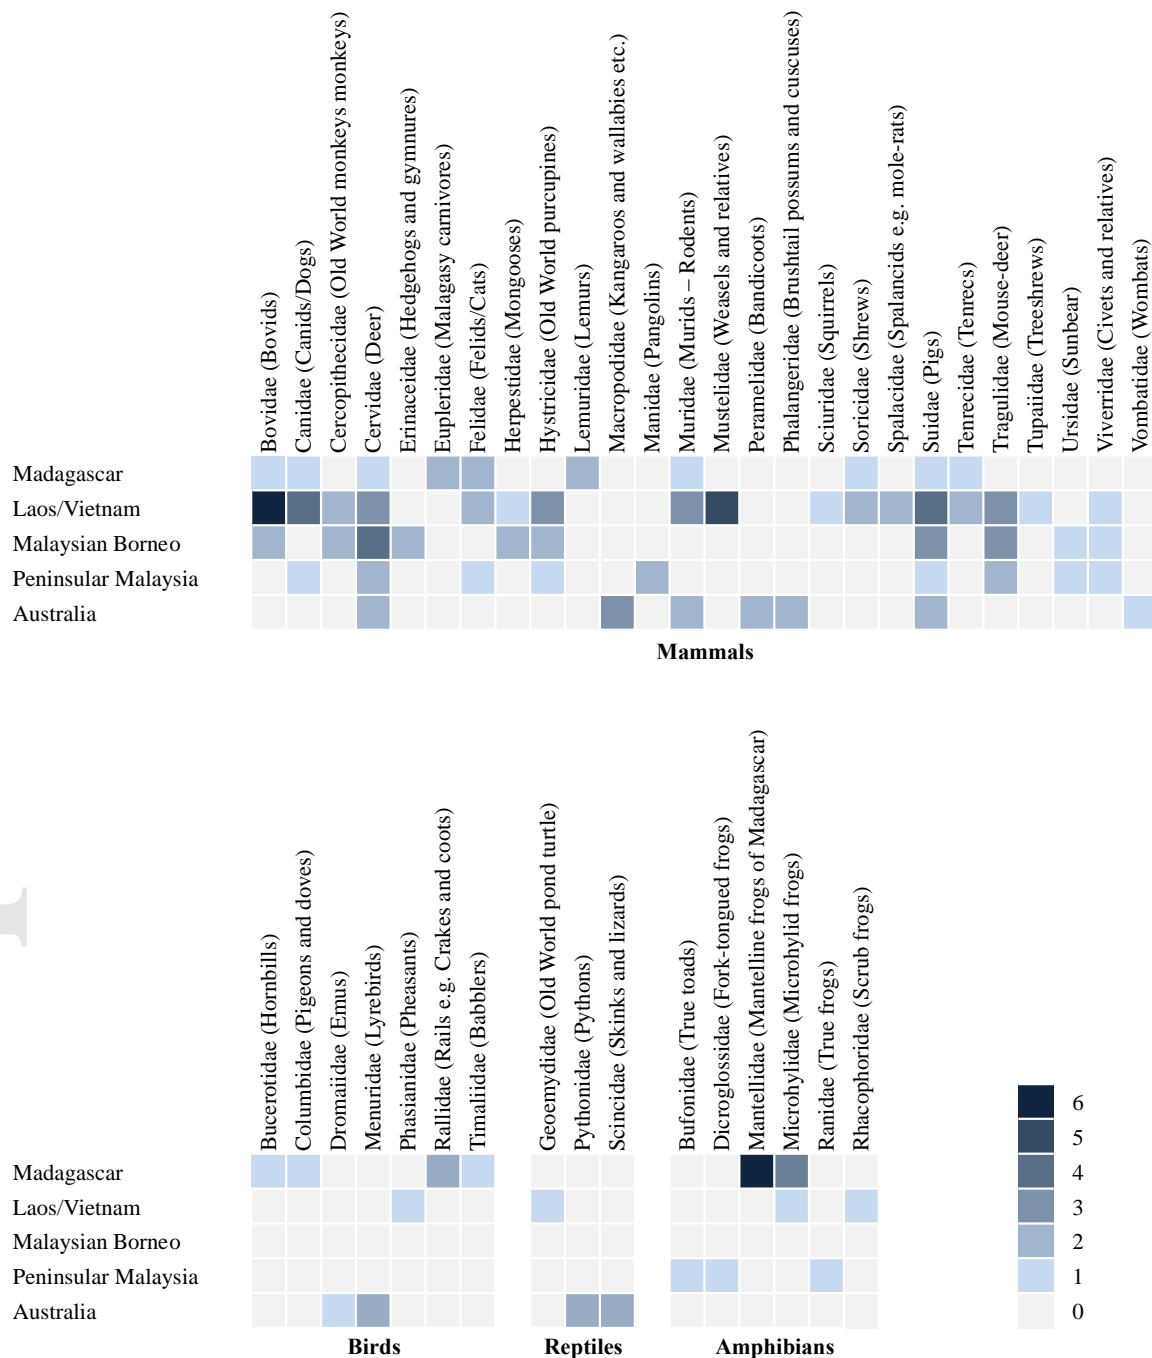 Bovidae (Bovids)
Canidae (Canids/Dogs)
Cercopithecidae (Old World monkeys monkeys)
Cervidae (Deer)
Erinaceidae (Hedgehogs and gymnures)
Eupleridae (Malagasy carnivores)
Felidae (Felids/Cats)
Herpestidae (Mongooses)
Hystricidae (Old World purcupines)
Lemuridae (Lemurs)
Macropodidae (Kangaroos and wallabies etc.)
Manidae (Pangolins)
Muridae (Murids – Rodents)
Mustelidae (Weasels and relatives)
Peramelidae (Bandicoots)
Phalangeridae (Brushtail possums and cuscuses)
Sciuridae (Squirrels)
Soricidae (Shrews)
Spalacidae (Spalancids e.g. mole-rats)
Suidae (Pigs)
Tenrecidae (Tenrecs)
Tragulidae (Mouse-deer)
Tupaiidae (Treeshrews)
Ursidae (Sunbear)
Viverridae (Civets and relatives)
Vonbatidae (Wombats)
Madagascar
Laos/Vietnam
Malaysian Borneo
Peninsular Malaysia
Australia
Mammals
Bucerotidae (Hornbills)
Columbidae (Pigeons and doves)
Dromaiidae (Emus)
Menuridae (Lyrebirds)
Phasianidae (Pheasants)
Rallidae (Rails e.g. Crakes and coots)
Timaliidae (Babblers)
Geoemydidae (Old World pond turtle)
Pythonidae (Pythons)
Scincidae (Skinks and lizards)
Bufonidae (True toads)
Dicroglossidae (Fork-tongued frogs)
Mantellidae (Mantelline frogs of Madagascar)
Microhylidae (Microhylid frogs)
Ranidae (True frogs)
Rhacophoridae (Scrub frogs)
Madagascar
Laos/Vietnam
Malaysian Borneo
Peninsular Malaysia
Australia
Birds
Reptiles
Amphibians
6
5
4
3
2
1
0